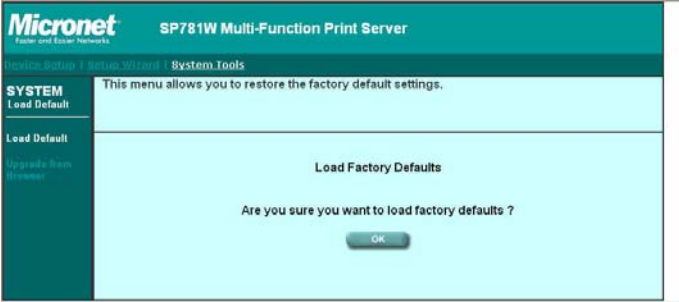 Micronet
Faster and Easier Networks.
SP781W Multi-Function Print Server
Device Setup | Setup Wizard | System Tools
SYSTEM
Load Default
This menu allows you to restore the factory default settings.
Load Default
Upgrade from
Browser
Load Factory Defaults
Are you sure you want to load factory defaults ?
OK